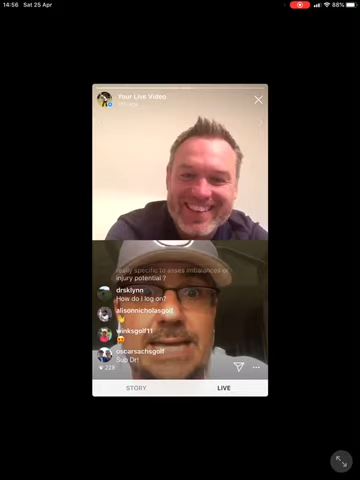 14:56 Sat 25 Apr
88%
Your Live Video
really specific to asses imbalances or
injury potential ?
drsklynn
How do I log on?
alisonnicholasgolf
winksgolf11
oscarsachsgolf
Sup Dr!
STORY
LIVE